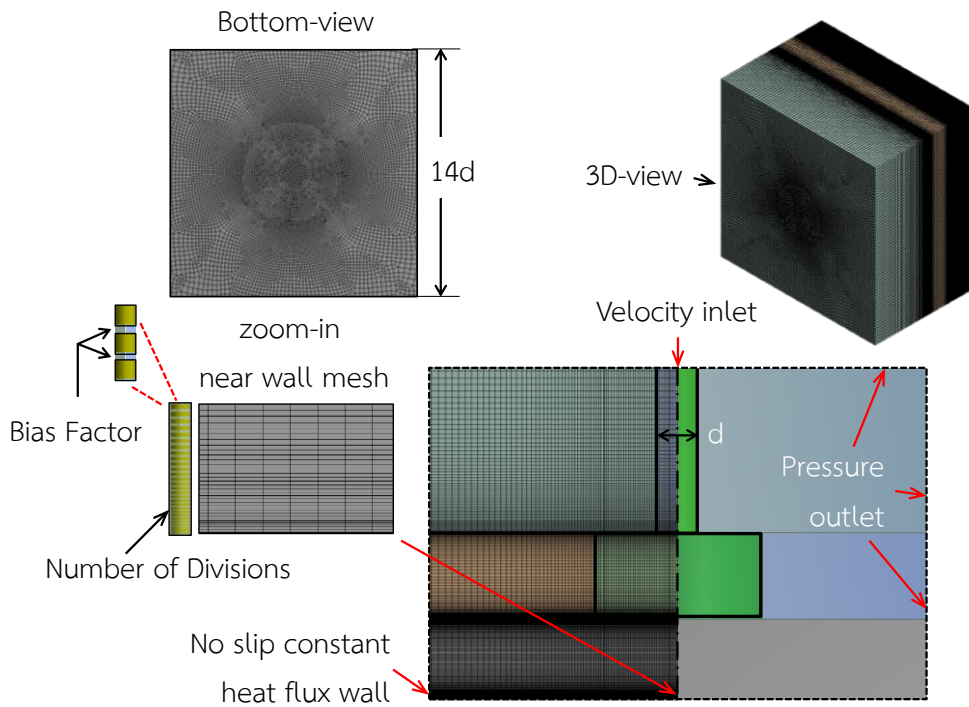 Bottom-view
14d
3D-view
zoom-in
near wall mesh
Bias Factor
Number of Divisions
Velocity inlet
d
Pressure
outlet
No slip constant
heat flux wall